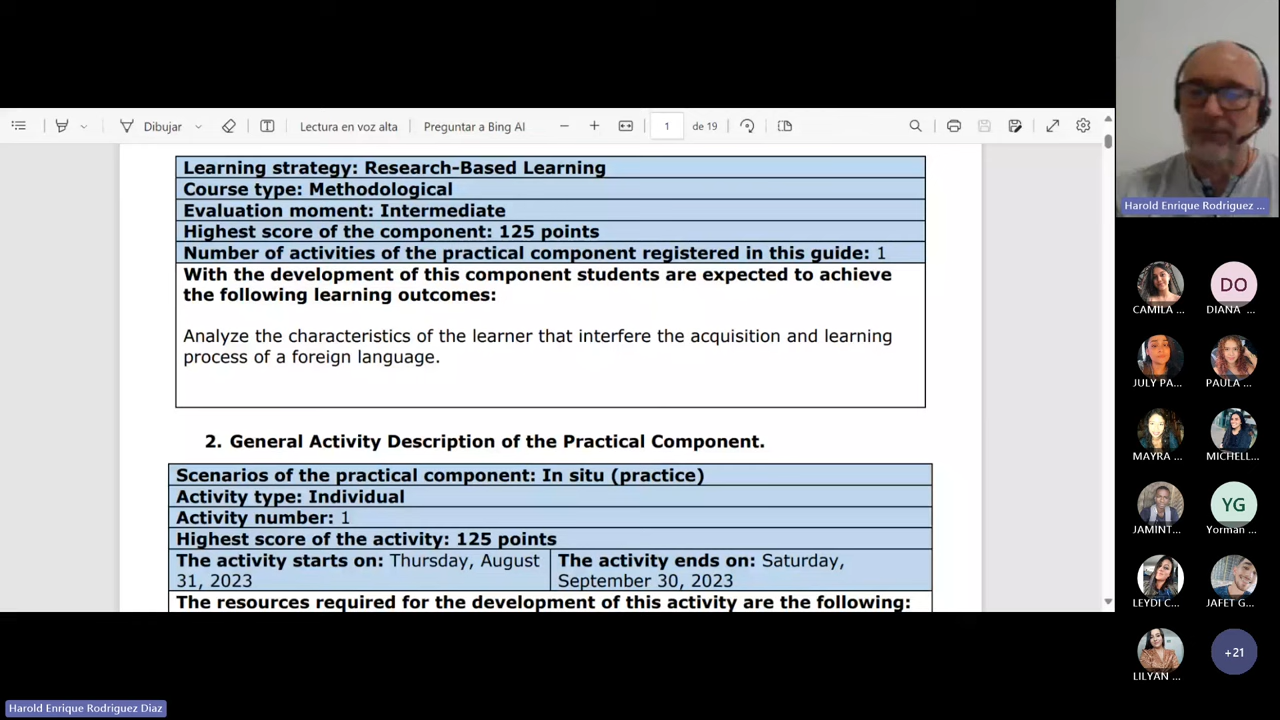 Dibujar
Lectura en voz alta
Preguntar a Bing AI
1
de 19
Learning strategy: Research-Based Learning
Course type: Methodological
Evaluation moment: Intermediate
Highest score of the component: 125 points
Number of activities of the practical component registered in this guide: 1
With the development of this component students are expected to achieve
the following learning outcomes:
Analyze the characteristics of the learner that interfere the acquisition and learning
process of a foreign language.
2. General Activity Description of the Practical Component.
Scenarios of the practical component: In situ (practice)
Activity type: Individual
Activity number: 1
Highest score of the activity: 125 points
The activity starts on: Thursday, August
31, 2023
The activity ends on: Saturday,
September 30, 2023
The resources required for the development of this activity are the following:
Harold Enrique Rodriguez ...
CAMILA ...
DO
DIANA ...
JULY PA...
PAULA ...
MAYRA ...
MICHELL...
JAMINT...
YG
Yorman ...
LEYDI C...
JAFET G...
LILYAN ...
+21
Harold Enrique Rodriguez Diaz